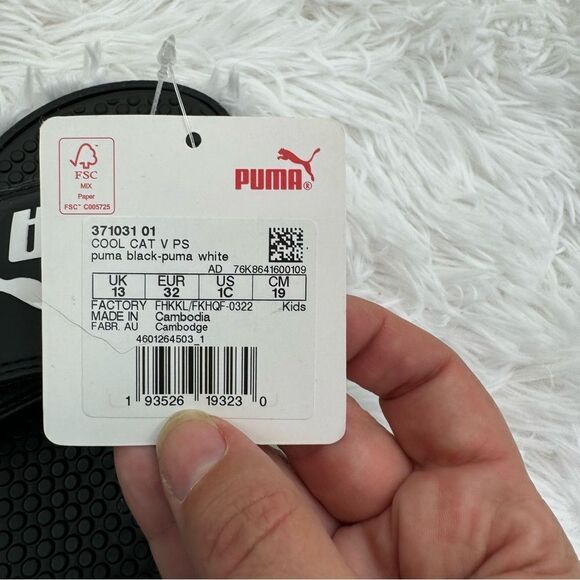 FSC
MIX
Paper
FSC™ C005725
PUMA®
371031 01
COOL CAT V PS
puma black-puma white
AD 76K8641600109
UK EUR US CM
13 32 1C 19
FACTORY FHKKL/FKHQF-0322 Kids
MADE IN Cambodia
FABR. AU Cambodge
4601264503_1
1 93526 19323 0